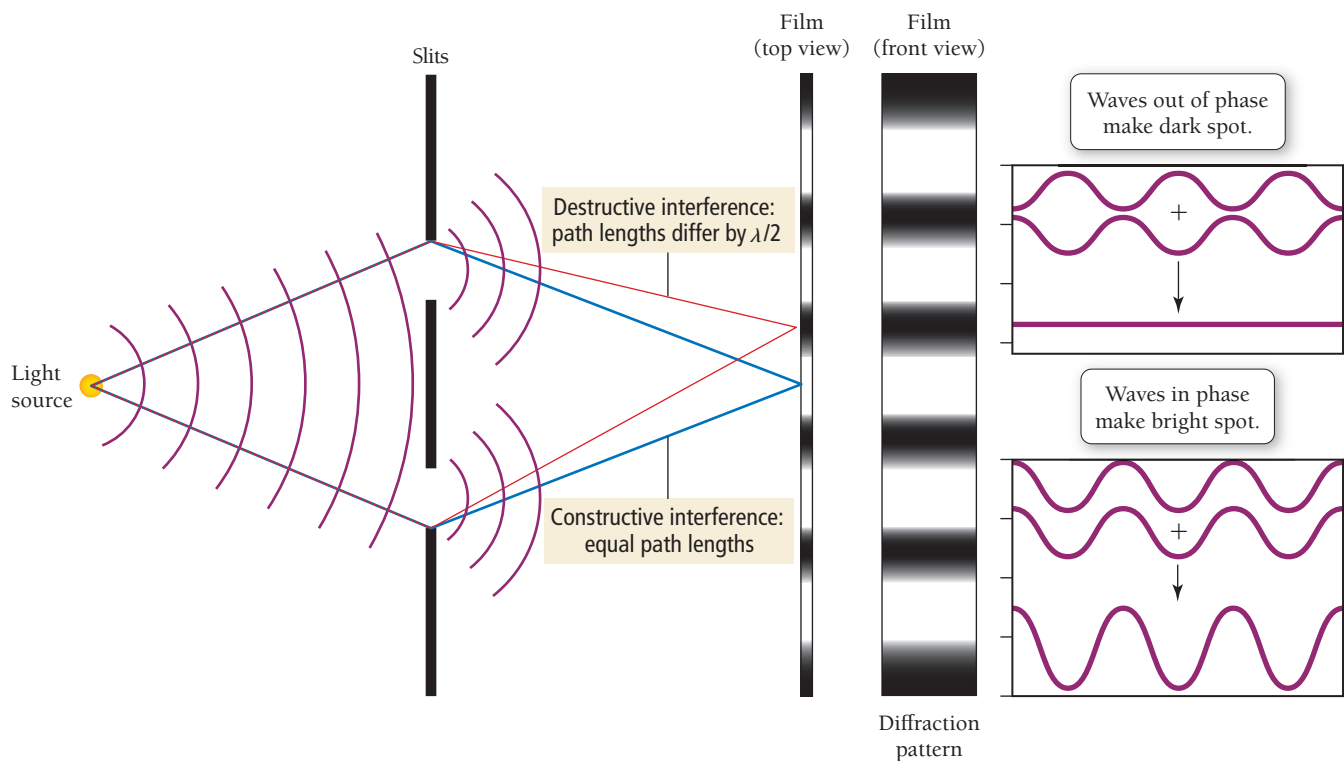 Slits
Film
(top view)
Film
(front view)
Waves out of phase
make dark spot.
Destructive interference:
path lengths differ by λ/2
+
Light
source
Waves in phase
make bright spot.
Constructive interference:
equal path lengths
+
Diffraction
pattern